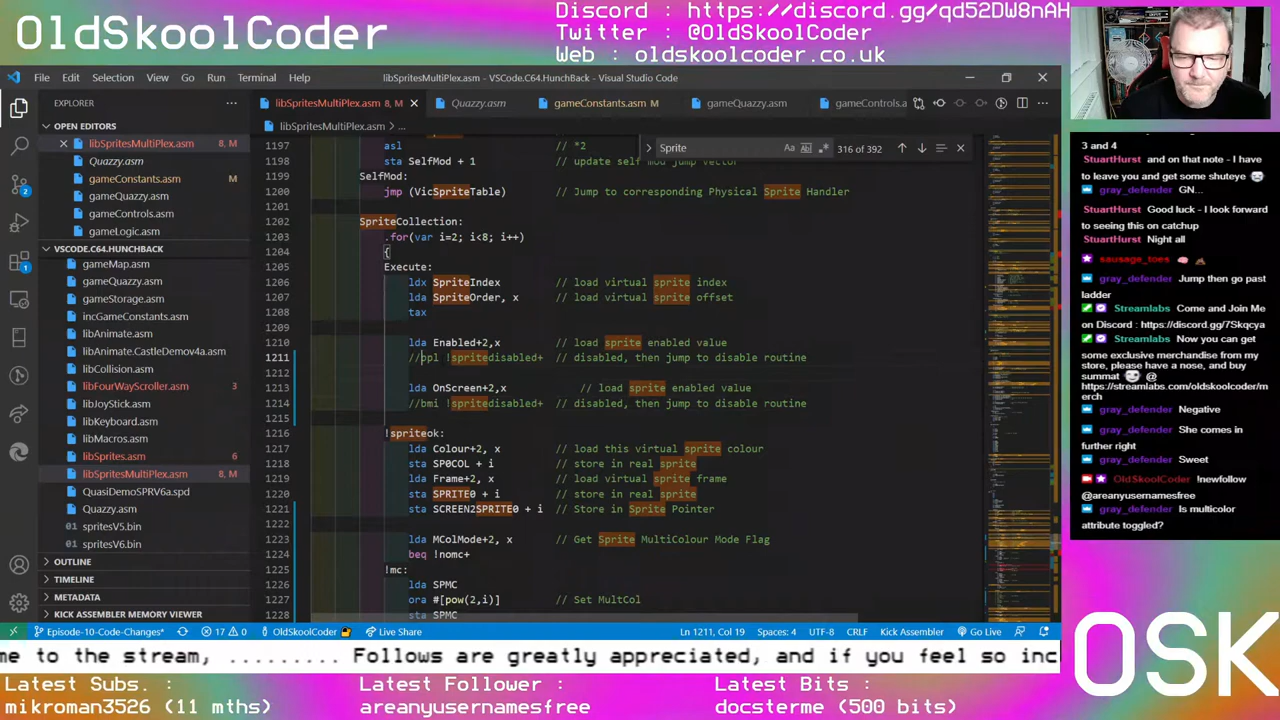 OldSkoolCoder
Discord : https://discord.gg/qd52DW8nAH
Twitter : @OldSkoolCoder
Web : oldskoolcoder.co.uk
File Edit Selection View Go Run Terminal Help
libSpritesMultiPlex.asm - VSCode.C64.HunchBack - Visual Studio Code
EXPLORER
libSpritesMultiPlex.asm 8, M
Quazzy.asm
gameConstants.asm M
gameQuazzy.asm
gameControls.a
OPEN EDITORS
libSpritesMultiPlex.asm 8, M
Quazzy.asm
gameConstants.asm M
gameQuazzy.asm
gameControls.asm
gameLogic.asm
VSCODE.C64.HUNCHBACK
gameMap.asm
gameQuazzy.asm
gameStorage.asm
incGameConstants.asm
libAnimate.asm
libAnimate.CastleDemov4a.asm
libCollision.asm
libFourWayScroller.asm 3
libJoyStick.asm
libKeyboard.asm
libMacros.asm
libSprites.asm 6
libSpritesMultiPlex.asm 8, M
QuasiDemoSPRV6a.spd
Quazzy.asm
spritesV5.bin
spritesV6.bin
OUTLINE
TIMELINE
METADATA
KICK ASSEMBLER MEMORY VIEWER
libSpritesMultiPlex.asm > ...
Sprite
316 of 392
1197 asl // *2
1198 sta SelfMod + 1 // update self mod jump vector
1199 SelfMod:
1200 jmp (VicSpriteTable) // Jump to corresponding Physical Sprite Handler
1201
1202 SpriteCollection:
1203 .for(var i=2; i<8; i++)
1204 {
1205 Execute:
1206 ldx SpriteIndex // load virtual sprite index
1207 lda SpriteOrder, x // load virtual sprite offset
1208 tax
1209
1210 lda Enabled+2,x // load sprite enabled value
1211 //bpl !spritedisabled+ // disabled, then jump to disable routine
1212
1213 lda OnScreen+2,x // load sprite enabled value
1214 //bmi !spritedisabled+ // disabled, then jump to disable routine
1215
1216 !spriteok:
1217 lda Colour+2, x // load this virtual sprite colour
1218 sta SP0COL + i // store in real sprite
1219 lda Frame+2, x // load virtual sprite frame
1220 sta SPRITE0 + i // store in real sprite
1221 sta SCREEN2SPRITE0 + i // Store in Sprite Pointer
1222
1223 lda MColMode+2, x // Get Sprite MultiColour Mode Flag
1224 beq !nomc+
1225 !mc:
1226 lda SPMC
1227 ora #[pow(2,i)] // Set MultCol
1228 sta SPMC
Episode-10-Code-Changes* 17 0 OldSkoolCoder Live Share
Ln 1211, Col 19 Spaces: 4 UTF-8 CRLF Kick Assembler Go Live
3 and 4
StuartHurst: and on that note - I have to leave you and get some shuteye
gray_defender: GN...
StuartHurst: Good luck - I look forward to seeing this on catchup
StuartHurst: Night all
sausage_toes:
gray_defender: Jump then go past ladder
Streamlabs: Come and Join Me on Discord : https://discord.gg/7Skqcya
Streamlabs: Now you can get some exclusive merchandise from my store, please have a nose, and buy summat @ https://streamlabs.com/oldskoolcoder/merch
gray_defender: Negative
gray_defender: She comes in further right
gray_defender: Sweet
OldSkoolCoder: !newfollow @areanyusernamesfree
gray_defender: Is multicolor attribute toggled?
OSK
me to the stream, ......... Follows are greatly appreciated, and if you feel so inc
Latest Subs. :
mikroman3526 (11 mths)
Latest Follower :
areanyusernamesfree
Latest Bits :
docsterme (500 bits)